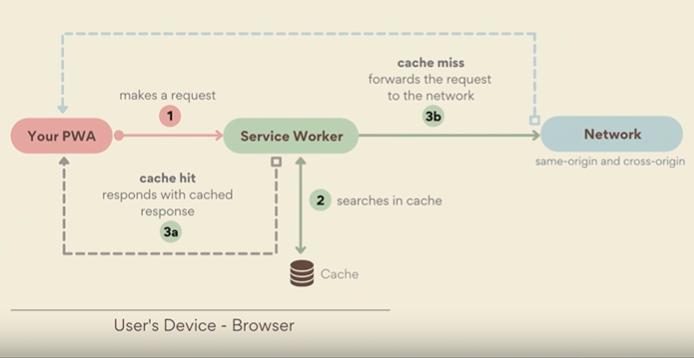 cache miss
forwards the request
to the network
3b
makes a request
1
Your PWA
Service Worker
Network
same-origin and cross-origin
cache hit
responds with cached
response
3a
2 searches in cache
Cache
User's Device - Browser